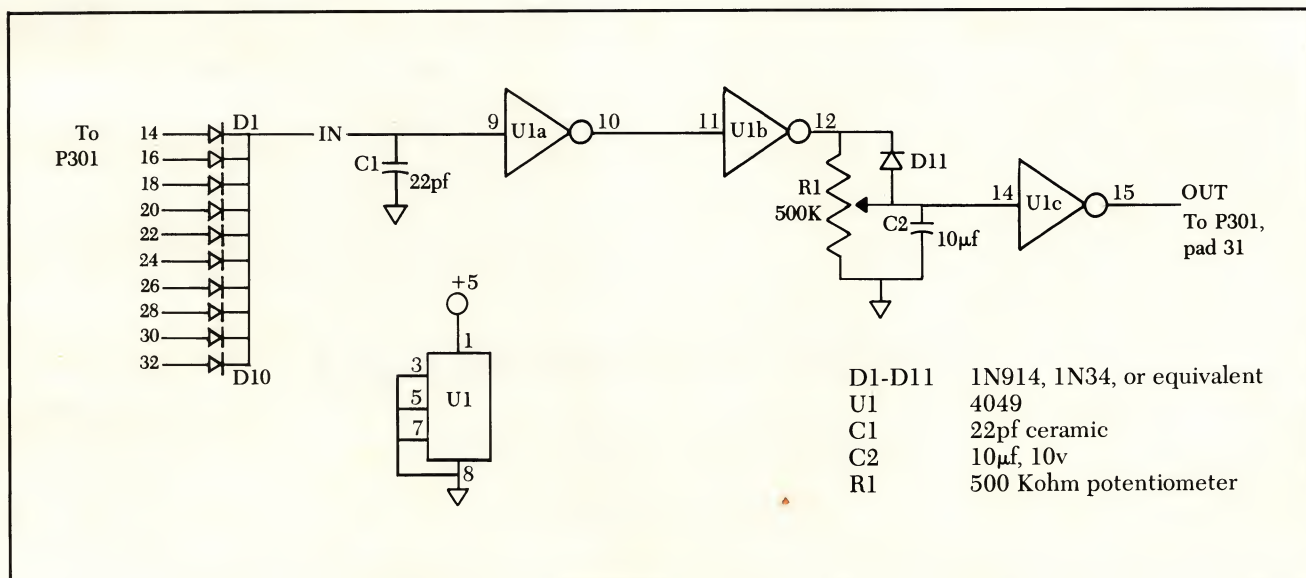 To
P301
14
16
18
20
22
24
26
28
30
32
D1
D10
IN
C1
22pf
9
U1a
10
11
U1b
12
R1
500K
D11
C2
10µf
14
U1c
15
OUT
To P301,
pad 31
+5
1
3
5
7
U1
8
D1-D11 1N914, 1N34, or equivalent
U1 4049
C1 22pf ceramic
C2 10µf, 10v
R1 500 Kohm potentiometer